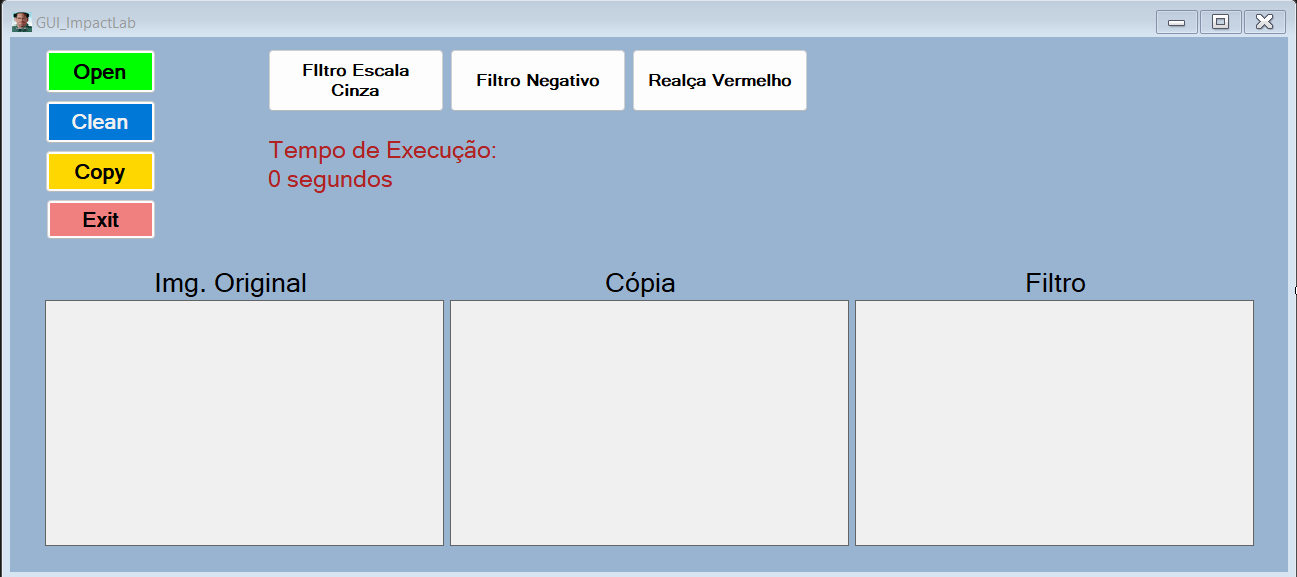 GUI_ImpactLab
Open
Clean
Copy
Exit
FIltro Escala
Cinza
Filtro Negativo
Realça Vermelho
Tempo de Execução:
0 segundos
Img. Original
Cópia
Filtro